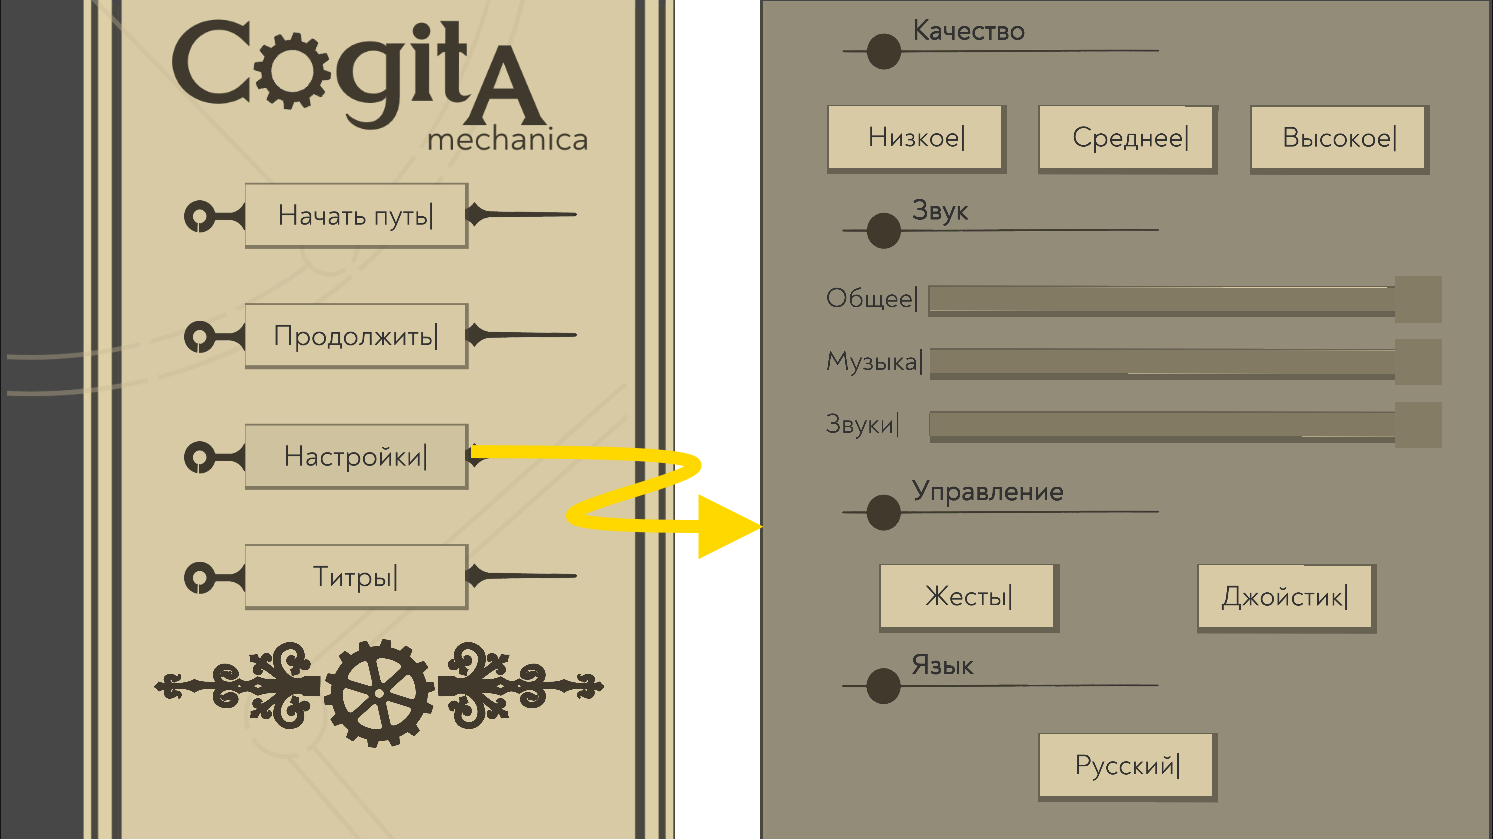 CogitA
mechanica
Начать путь|
Продолжить|
Настройки|
Титры|
Качество
Низкое| Среднее| Высокое|
Звук
Общее|
Музыка|
Звуки|
Управление
Жесты| Джойстик|
Язык
Русский|